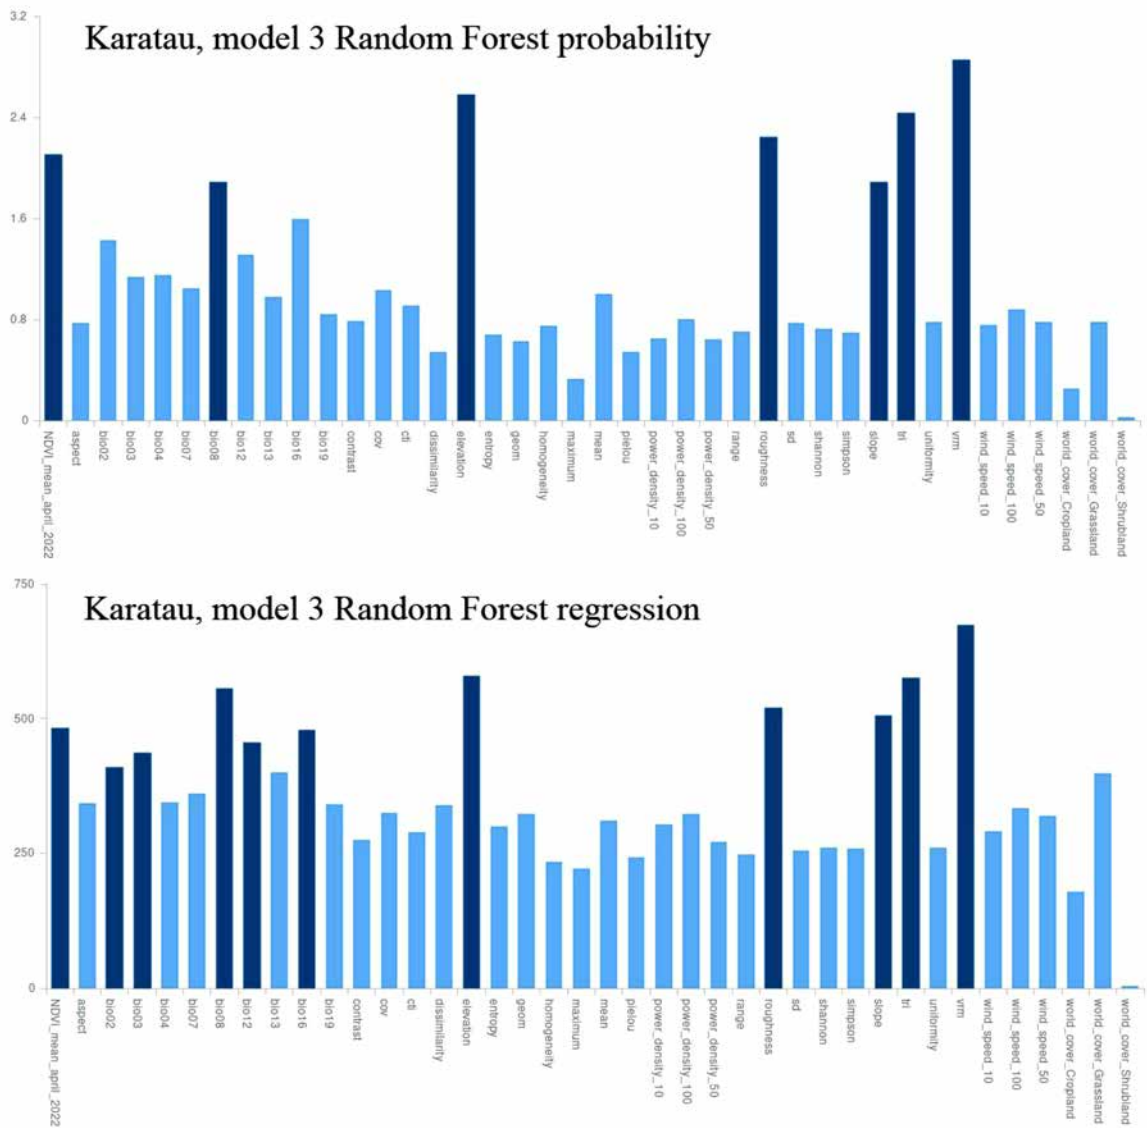 3.2
Karatau, model 3 Random Forest probability
2.4
1.6
0.8
0
NDVI_mean_april_2022
aspect
bio02
bio03
bio04
bio07
bio08
bio12
bio13
bio16
bio19
contrast
cov
cti
dissimilarity
elevation
entropy
geom
homogeneity
maximum
mean
pielou
power_density_10
power_density_100
power_density_50
range
roughness
sd
shannon
simpson
slope
tri
uniformity
vrm
wind_speed_10
wind_speed_100
wind_speed_50
world_cover_Cropland
world_cover_Grassland
world_cover_Shrubland
750
Karatau, model 3 Random Forest regression
500
250
0
NDVI_mean_april_2022
aspect
bio02
bio03
bio04
bio07
bio08
bio12
bio13
bio16
bio19
contrast
cov
cti
dissimilarity
elevation
entropy
geom
homogeneity
maximum
mean
pielou
power_density_10
power_density_100
power_density_50
range
roughness
sd
shannon
simpson
slope
tri
uniformity
vrm
wind_speed_10
wind_speed_100
wind_speed_50
world_cover_Cropland
world_cover_Grassland
world_cover_Shrubland